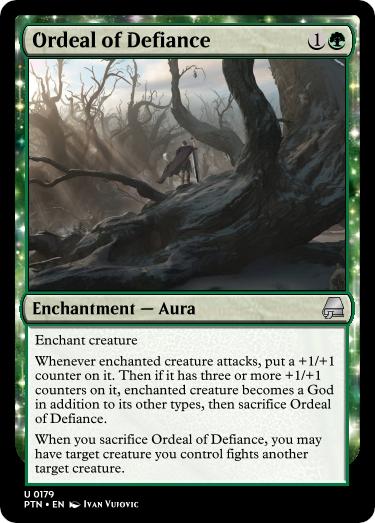 Ordeal of Defiance 1
Enchantment — Aura
Enchant creature
Whenever enchanted creature attacks, put a +1/+1
counter on it. Then if it has three or more +1/+1
counters on it, enchanted creature becomes a God
in addition to its other types, then sacrifice Ordeal
of Defiance.
When you sacrifice Ordeal of Defiance, you may
have target creature you control fights another
target creature.
U 0179
PTN • EN Ivan Vujovic